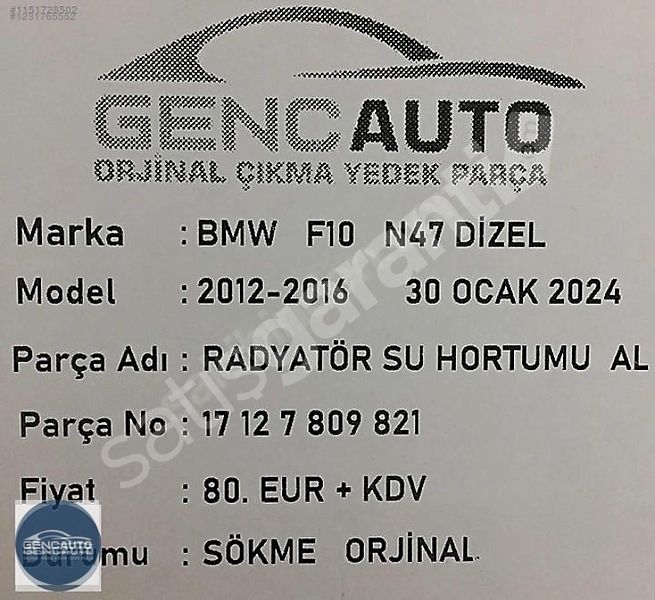 #1151728502
#1231765552
GENCAUTO
ORJİNAL ÇIKMA YEDEK PARÇA
Marka : BMW F10 N47 DİZEL
Model : 2012-2016 30 OCAK 2024
Parça Adı : RADYATÖR SU HORTUMU AL
Parça No : 17 12 7 809 821
Fiyat : 80. EUR + KDV
Durumu : SÖKME ORJİNAL
GENCAUTO